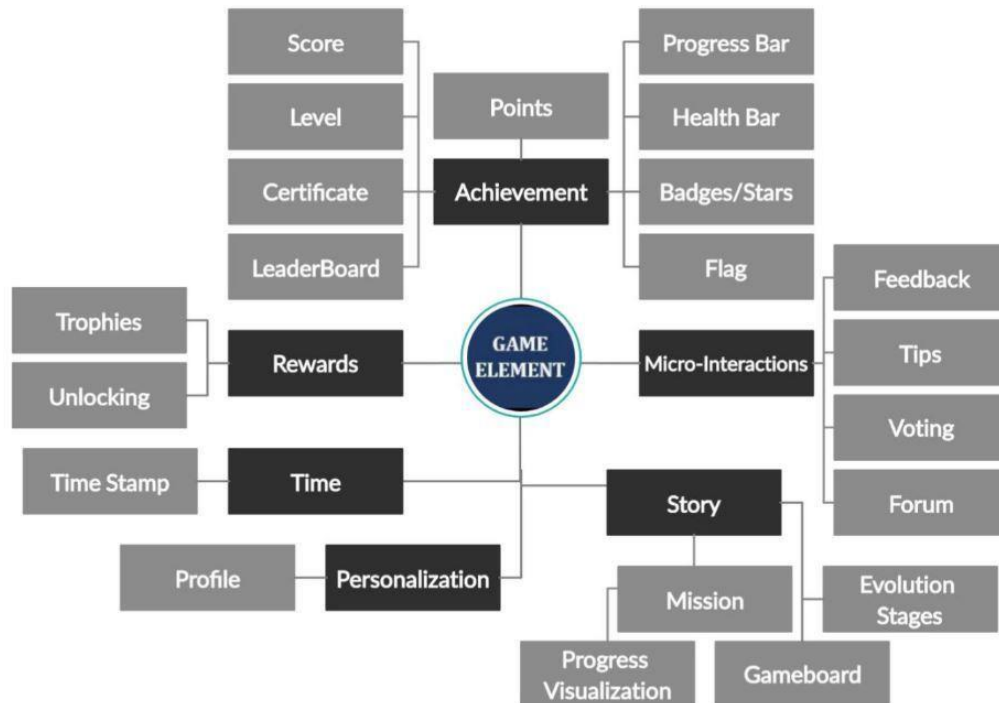 Score
Progress Bar
Points
Level
Health Bar
Certificate
Achievement
Badges/Stars
LeaderBoard
Flag
Feedback
Trophies
GAME
ELEMENT
Rewards
Micro-Interactions
Tips
Unlocking
Voting
Time Stamp
Time
Story
Forum
Profile
Personalization
Mission
Evolution
Stages
Progress
Visualization
Gameboard